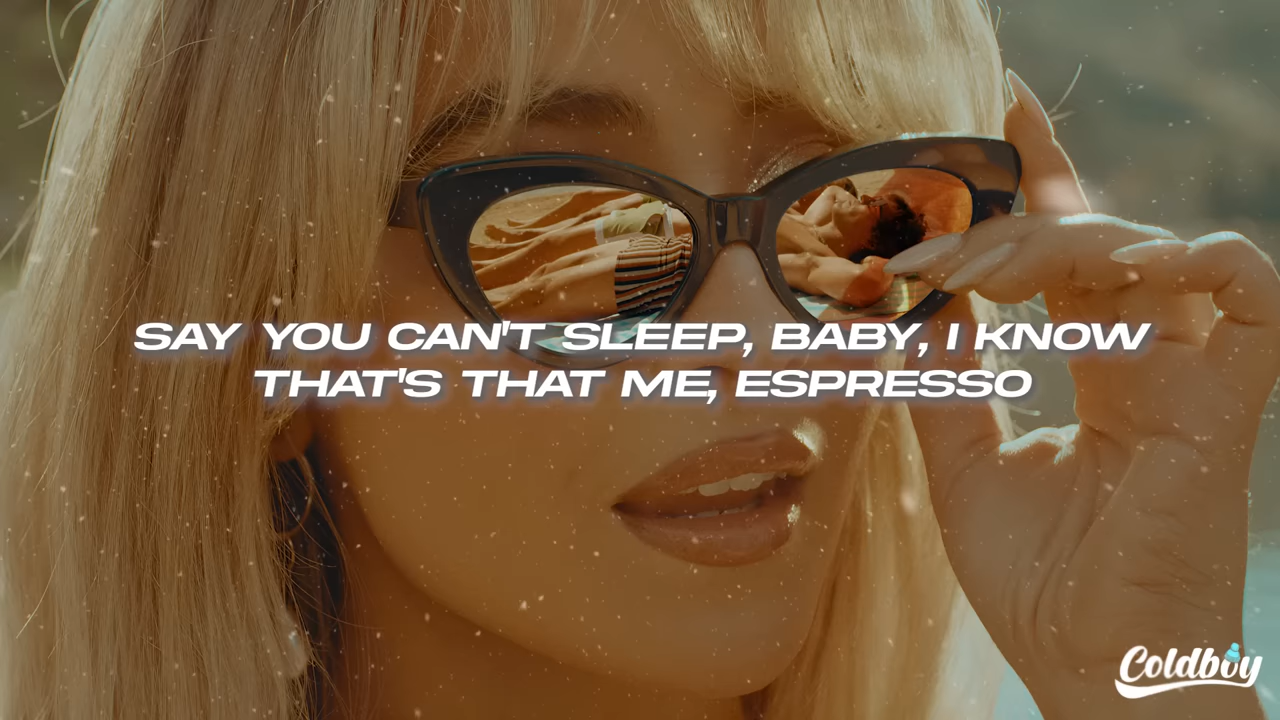 SAY YOU CAN'T SLEEP, BABY, I KNOW
THAT'S THAT ME, ESPRESSO
Coldboy